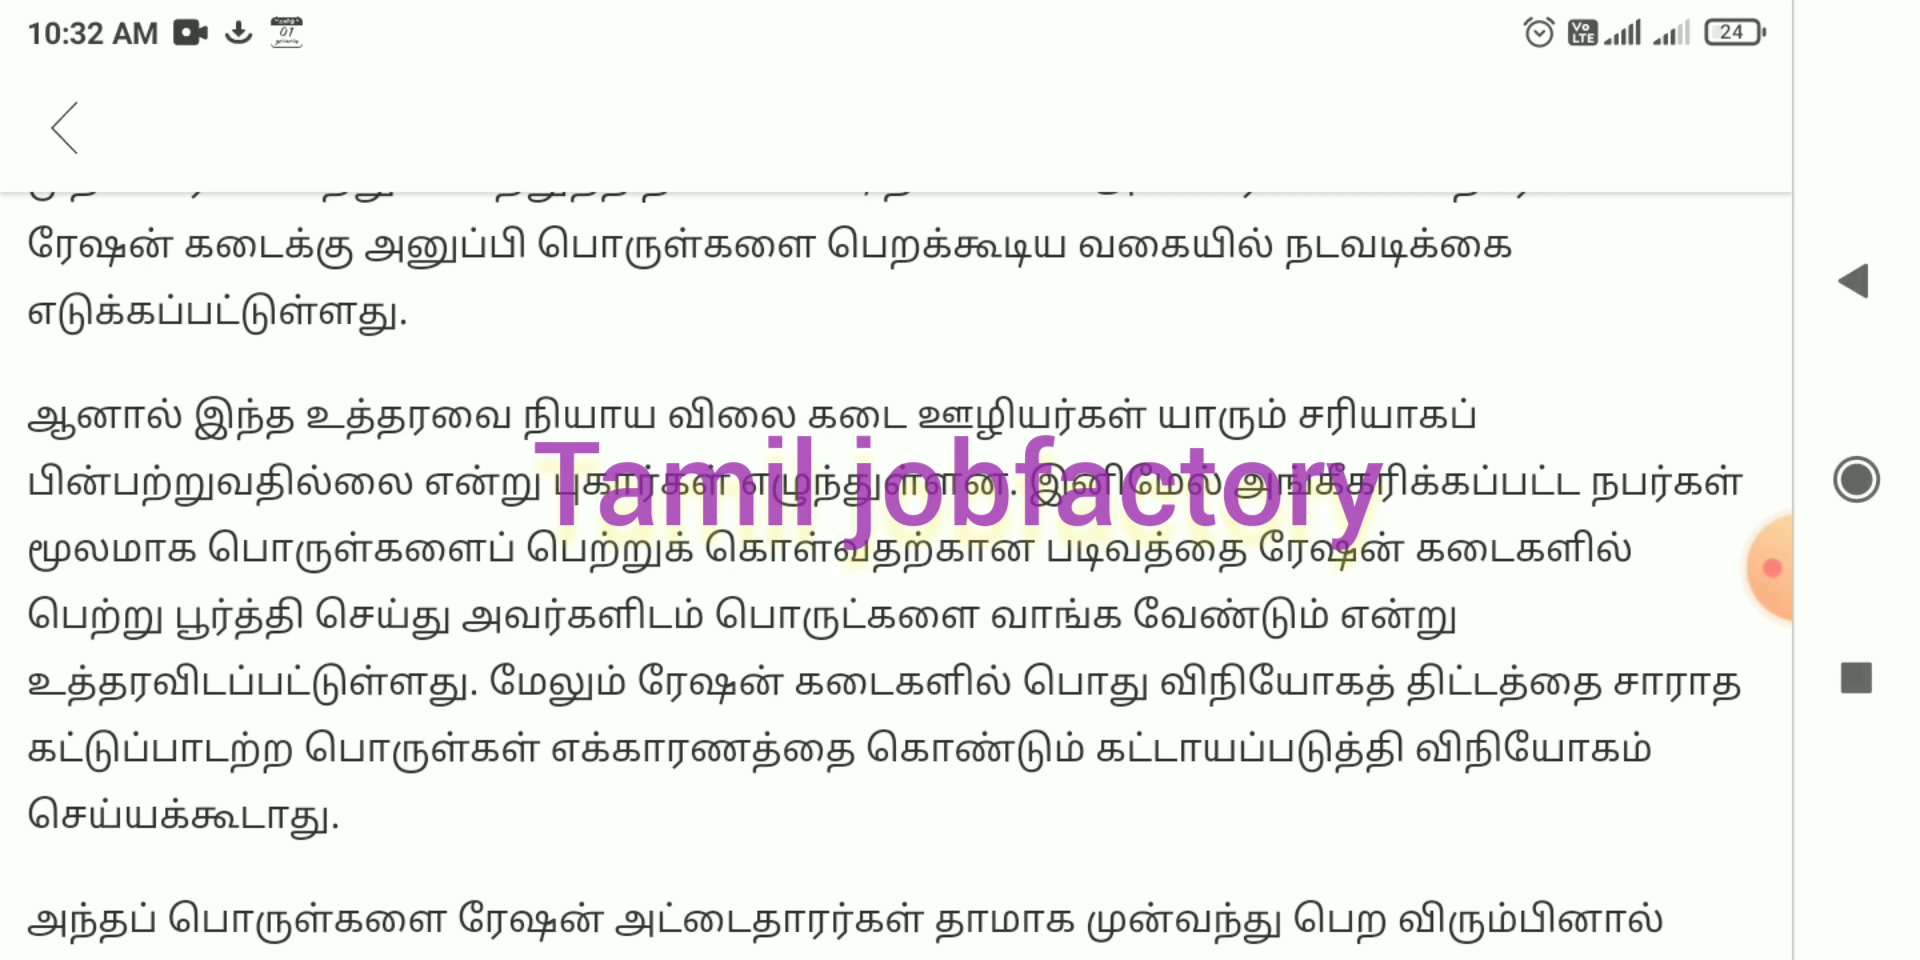 10:32 AM
01
Vo LTE
24
ரேஷன் கடைக்கு அனுப்பி பொருள்களை பெறக்கூடிய வகையில் நடவடிக்கை
எடுக்கப்பட்டுள்ளது.
ஆனால் இந்த உத்தரவை நியாய விலை கடை ஊழியர்கள் யாரும் சரியாகப்
பின்பற்றுவதில்லை என்று புகார்கள் எழுந்துள்ளன. இனிமேல் அங்கீகரிக்கப்பட்ட நபர்கள்
Tamil jobfactory
மூலமாக பொருள்களைப் பெற்றுக் கொள்வதற்கான படிவத்தை ரேஷன் கடைகளில்
பெற்று பூர்த்தி செய்து அவர்களிடம் பொருட்களை வாங்க வேண்டும் என்று
உத்தரவிடப்பட்டுள்ளது. மேலும் ரேஷன் கடைகளில் பொது விநியோகத் திட்டத்தை சாராத
கட்டுப்பாடற்ற பொருள்கள் எக்காரணத்தை கொண்டும் கட்டாயப்படுத்தி விநியோகம்
செய்யக்கூடாது.
அந்தப் பொருள்களை ரேஷன் அட்டைதாரர்கள் தாமாக முன்வந்து பெற விரும்பினால்